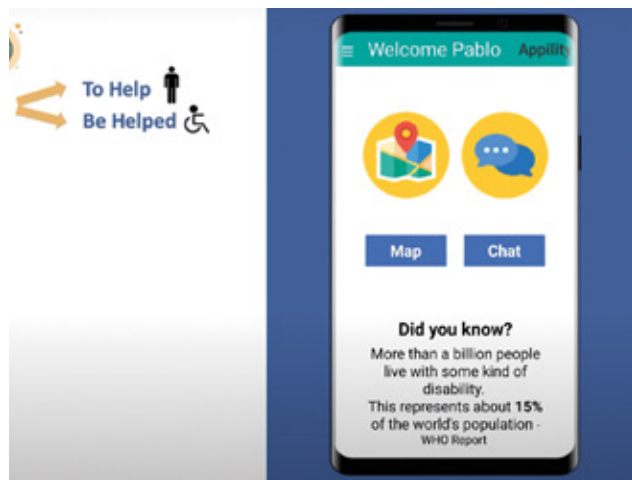 To Help
Be Helped
Welcome Pablo Appility
Map Chat
Did you know?
More than a billion people
live with some kind of
disability.
This represents about 15%
of the world's population -
WHO Report